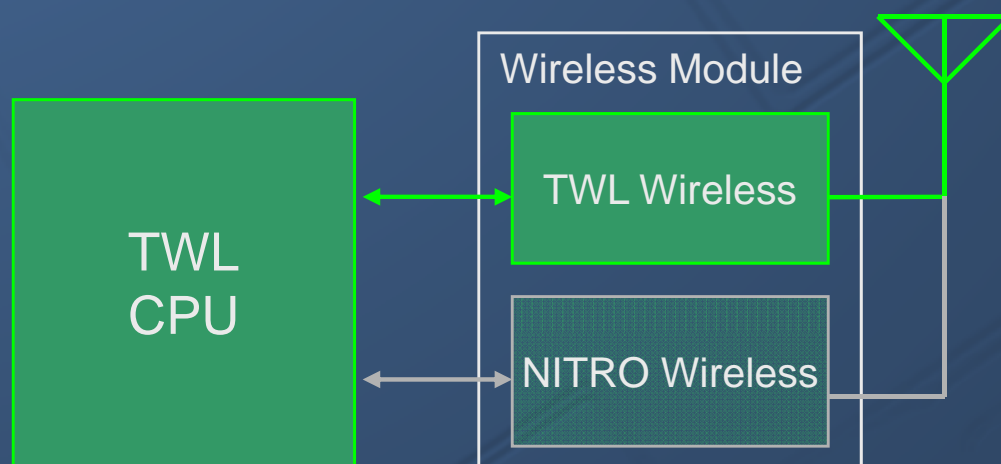 Wireless Module
TWL Wireless
TWL
CPU
NITRO Wireless